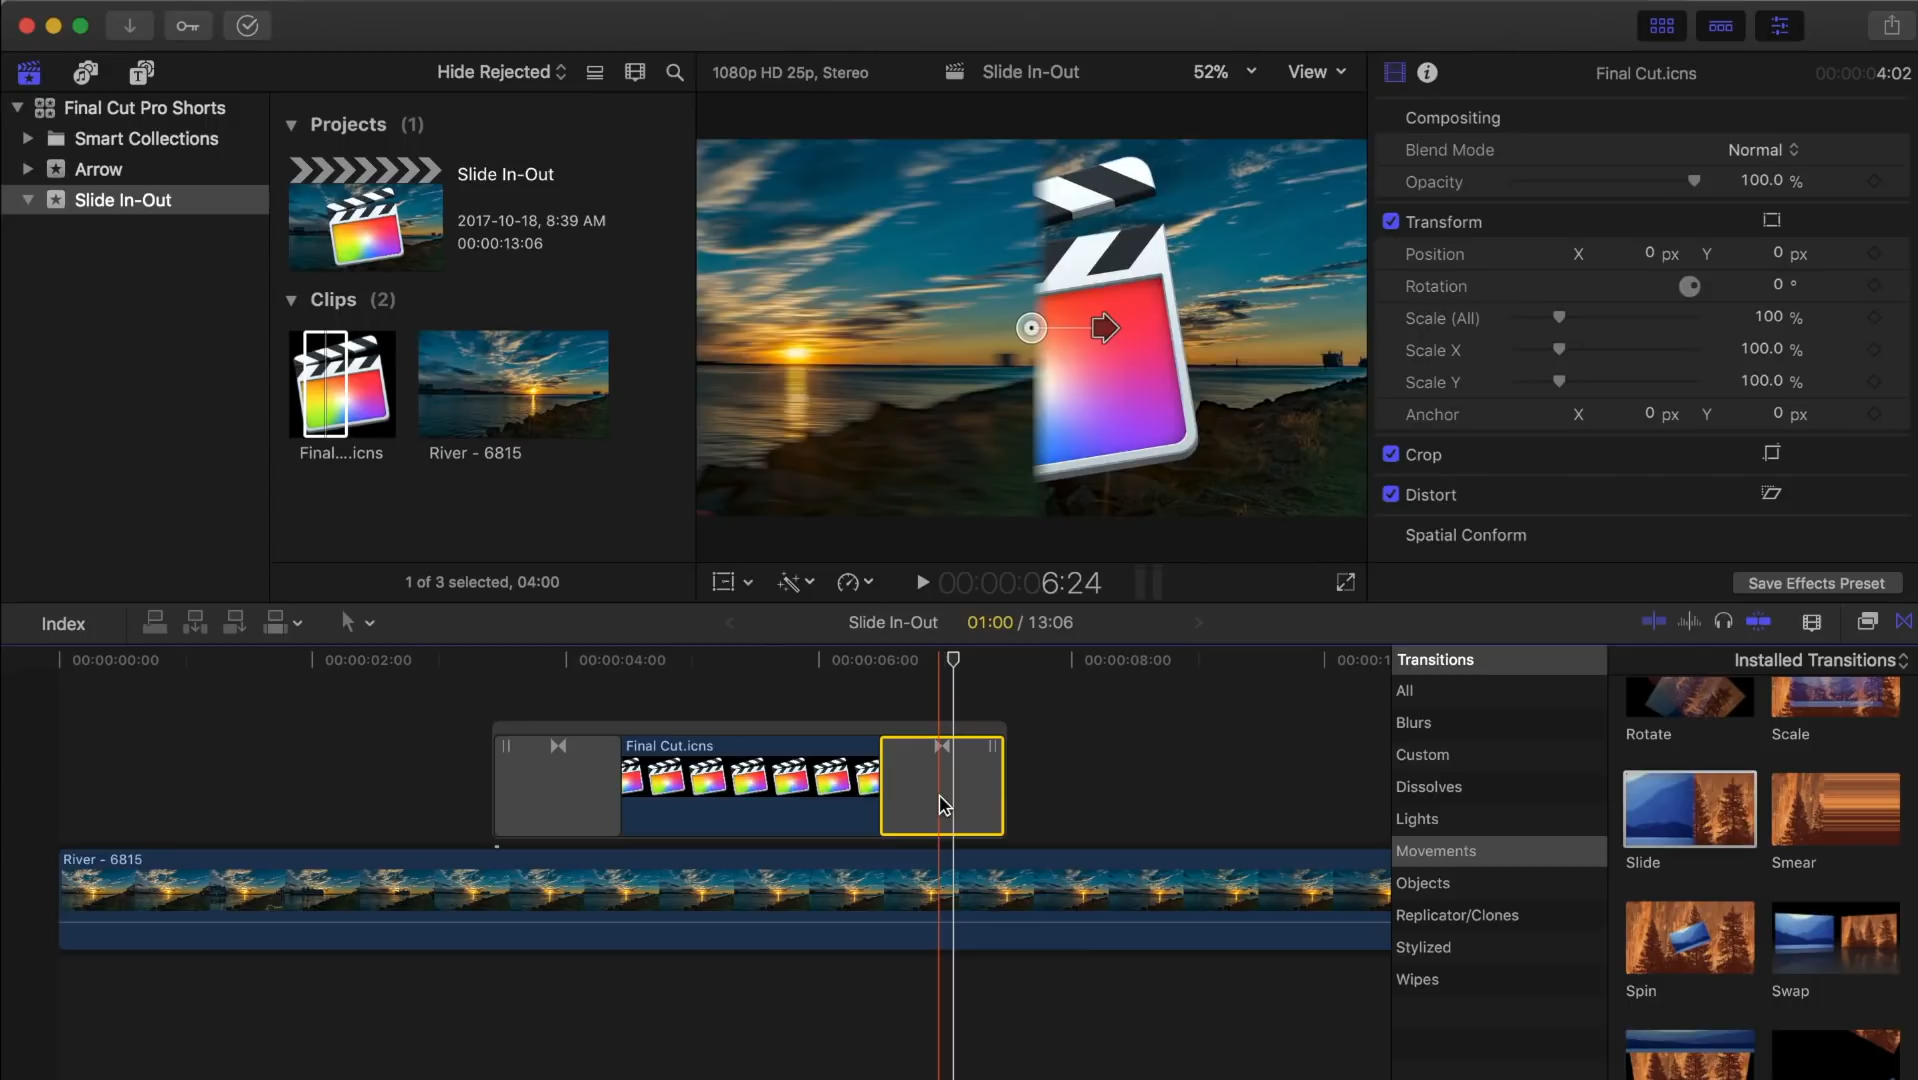 Hide Rejected
1080p HD 25p, Stereo
Slide In-Out
52%
View
Final Cut.icns
00:00:04:02
Final Cut Pro Shorts
Smart Collections
Arrow
Slide In-Out
Projects (1)
Slide In-Out
2017-10-18, 8:39 AM
00:00:13:06
Clips (2)
Final....icns
River - 6815
1 of 3 selected, 04:00
00:00:06:24
Compositing
Blend Mode Normal
Opacity 100.0 %
Transform
Position X 0 px Y 0 px
Rotation 0 °
Scale (All) 100 %
Scale X 100.0 %
Scale Y 100.0 %
Anchor X 0 px Y 0 px
Crop
Distort
Spatial Conform
Save Effects Preset
Index
Slide In-Out 01:00 / 13:06
00:00:00:00
00:00:02:00
00:00:04:00
00:00:06:00
00:00:08:00
00:00:1
Final Cut.icns
River - 6815
Transitions
All
Blurs
Custom
Dissolves
Lights
Movements
Objects
Replicator/Clones
Stylized
Wipes
Installed Transitions
Rotate
Scale
Slide
Smear
Spin
Swap